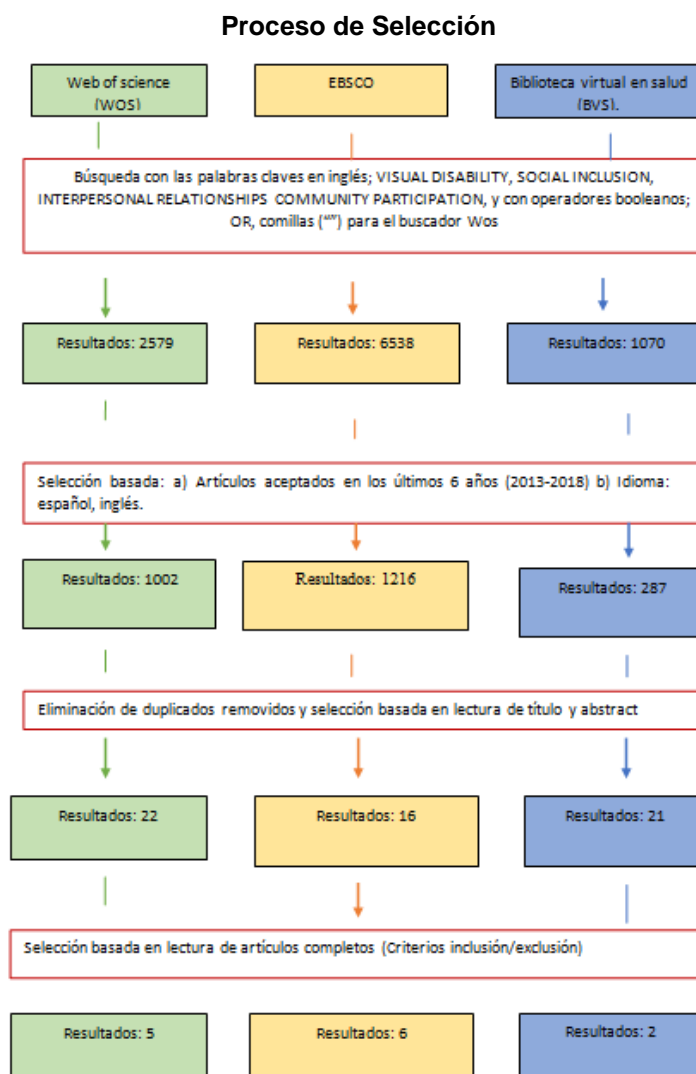 Proceso de Selección
Web of science
(WOS)
EBSCO
Biblioteca virtual en salud
(BVS).
Búsqueda con las palabras claves en inglés; VISUAL DISABILITY, SOCIAL INCLUSION,
INTERPERSONAL RELATIONSHIPS COMMUNITY PARTICIPATION, y con operadores booleanos;
OR, comillas (“”) para el buscador Wos
Resultados: 2579
Resultados: 6538
Resultados: 1070
Selección basada: a) Artículos aceptados en los últimos 6 años (2013-2018) b) Idioma:
español, inglés.
Resultados: 1002
Resultados: 1216
Resultados: 287
Eliminación de duplicados removidos y selección basada en lectura de título y abstract
Resultados: 22
Resultados: 16
Resultados: 21
Selección basada en lectura de artículos completos (Criterios inclusión/exclusión)
Resultados: 5
Resultados: 6
Resultados: 2